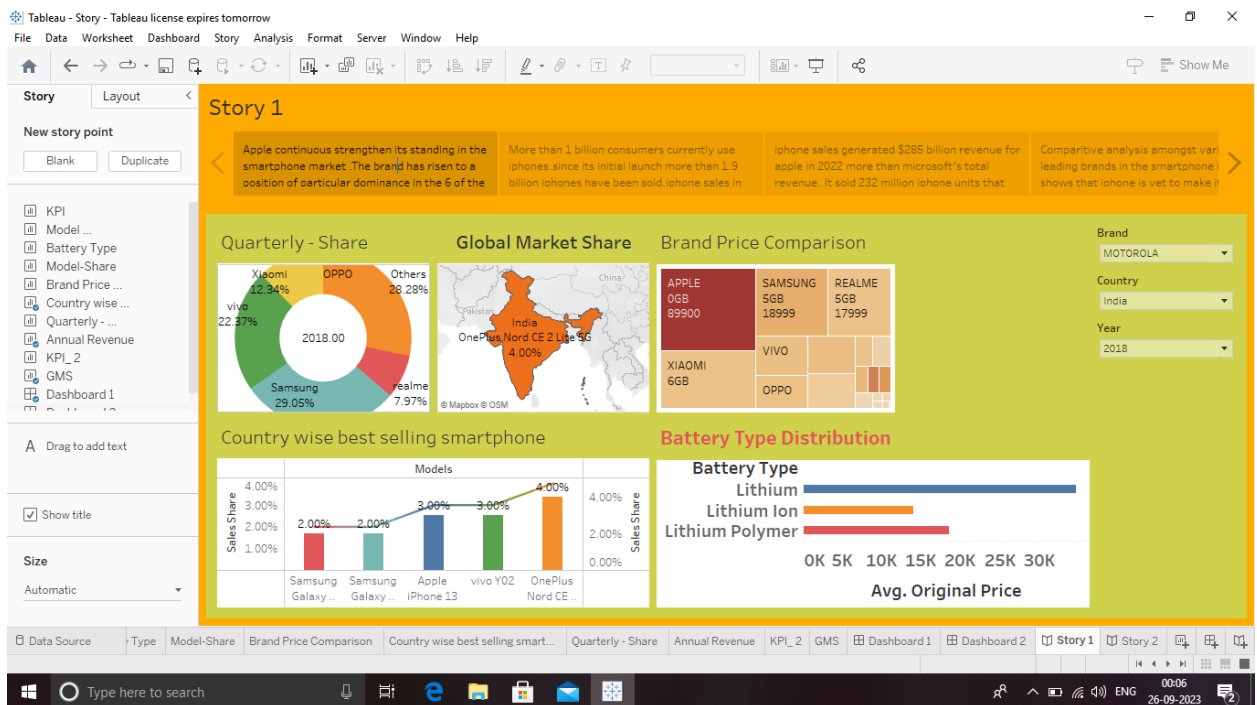 Tableau - Story - Tableau license expires tomorrow
File Data Worksheet Dashboard Story Analysis Format Server Window Help
Show Me
Story Layout
New story point
Blank Duplicate
KPI
Model ...
Battery Type
Model-Share
Brand Price ...
Country wise ...
Quarterly - ...
Annual Revenue
KPI_2
GMS
Dashboard 1
A Drag to add text
Show title
Size
Automatic
Story 1
Apple continuous strengthen its standing in the
smartphone market .The brand has risen to a
position of particular dominance in the 6 of the
More than 1 billion consumers currently use
iphones.since its initial launch more than 1.9
billion iphones have been sold.iphone sales in
iphone sales generated $285 billion revenue for
apple in 2022 more than microsoft's total
revenue. It sold 232 million iphone units that
Comparitive analysis amongst vari
leading brands in the smartphone
shows that iphone is vet to make
Quarterly - Share
Xiaomi
12.34%
OPPO
Others
28.28%
vivo
22.37%
2018.00
Samsung
29.05%
realme
7.97%
Global Market Share
China
Pakistan
India
OnePlus Nord CE 2 Lite 5G
4.00%
© Mapbox © OSM
Brand Price Comparison
APPLE
0GB
89900
SAMSUNG
5GB
18999
REALME
5GB
17999
XIAOMI
6GB
VIVO
OPPO
Brand
MOTOROLA
Country
India
Year
2018
Country wise best selling smartphone
Models
4.00%
3.00%
2.00%
1.00%
Sales Share
2.00% 2.00% 3.00% 3.00% 4.00%
4.00%
2.00%
0.00%
Sales Share
Samsung Samsung Apple vivo Y02 OnePlus
Galaxy .. Galaxy .. iPhone 13 Nord CE ..
Battery Type Distribution
Battery Type
Lithium
Lithium Ion
Lithium Polymer
0K 5K 10K 15K 20K 25K 30K
Avg. Original Price
Data Source Type Model-Share Brand Price Comparison Country wise best selling smart... Quarterly - Share Annual Revenue KPI_2 GMS Dashboard 1 Dashboard 2 Story 1 Story 2
Type here to search
ENG
00:06
26-09-2023
2